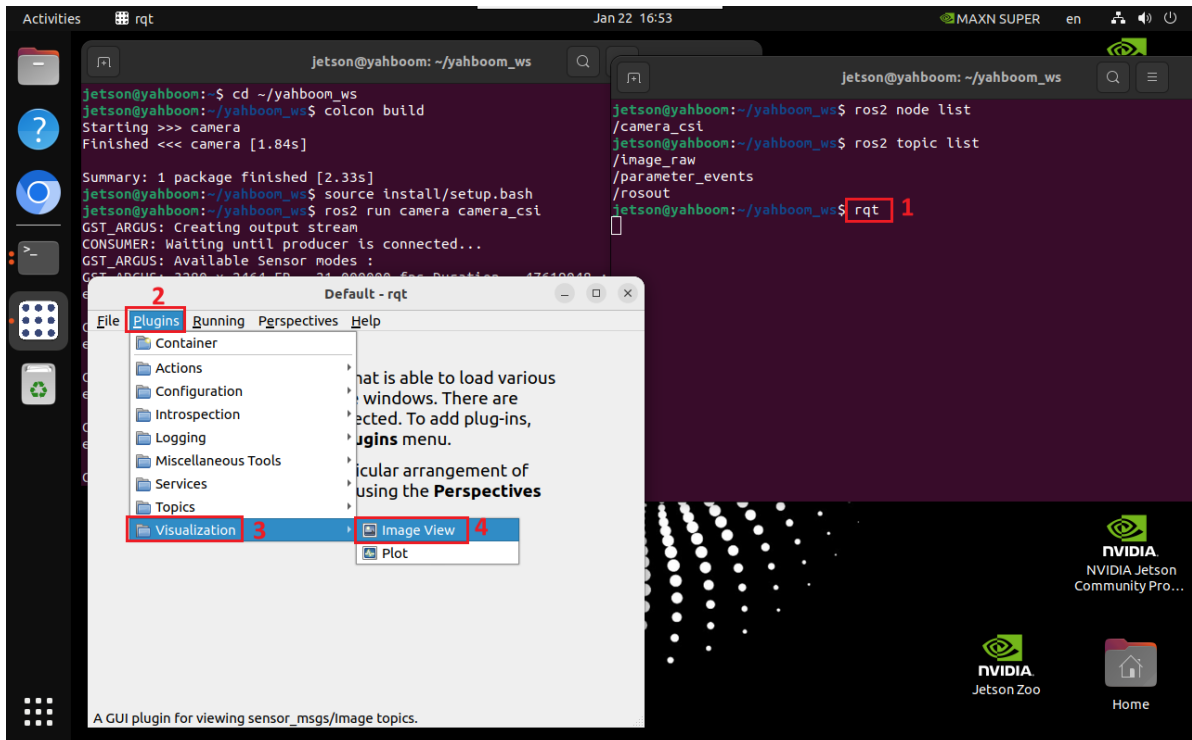 Activities
rqt
Jan 22 16:53
MAXN SUPER
en
jetson@yahboom: ~/yahboom_ws
jetson@yahboom:~$ cd ~/yahboom_ws
jetson@yahboom:~/yahboom_ws$ colcon build
Starting >>> camera
Finished <<< camera [1.84s]
Summary: 1 package finished [2.33s]
jetson@yahboom:~/yahboom_ws$ source install/setup.bash
jetson@yahboom:~/yahboom_ws$ ros2 run camera camera_csi
GST_ARGUS: Creating output stream
CONSUMER: Waiting until producer is connected...
GST_ARGUS: Available Sensor modes :
jetson@yahboom: ~/yahboom_ws
jetson@yahboom:~/yahboom_ws$ ros2 node list
/camera_csi
jetson@yahboom:~/yahboom_ws$ ros2 topic list
/image_raw
/parameter_events
/rosout
jetson@yahboom:~/yahboom_ws$ rqt 1
2
Default - rqt
File Plugins Running Perspectives Help
Container
Actions
Configuration
Introspection
Logging
Miscellaneous Tools
Services
Topics
Visualization 3
Image View 4
Plot
hat is able to load various
windows. There are
ected. To add plug-ins,
ugins menu.
icular arrangement of
using the Perspectives
A GUI plugin for viewing sensor_msgs/Image topics.
NVIDIA
NVIDIA Jetson
Community Pro...
NVIDIA
Jetson Zoo
Home